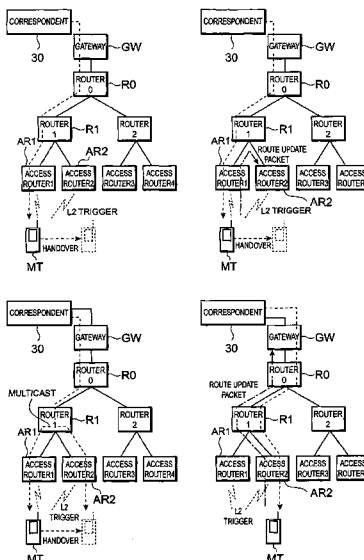 CORRESPONDENT
30
GATEWAY
GW
ROUTER
0
R0
ROUTER
1
R1
ROUTER
2
AR1
AR2
ACCESS
ROUTER1
ACCESS
ROUTER2
ACCESS
ROUTER3
ACCESS
ROUTER4
L2 TRIGGER
HANDOVER
MT
CORRESPONDENT
30
GATEWAY
GW
ROUTER
0
R0
ROUTER
1
R1
ROUTER
2
ROUTE UPDATE
PACKET
AR1
ACCESS
ROUTER1
ACCESS
ROUTER2
ACCESS
ROUTER3
ACCESS
ROUTER
L2 TRIGGER
AR2
HANDOVER
MT
CORRESPONDENT
30
GATEWAY
GW
ROUTER
0
R0
MULTICAST
ROUTER
1
R1
ROUTER
2
AR1
ACCESS
ROUTER1
ACCESS
ROUTER2
ACCESS
ROUTER3
ACCESS
ROUTER4
AR2
L2
TRIGGER
HANDOVER
MT
CORRESPONDENT
30
GATEWAY
GW
ROUTER
0
R0
ROUTE UPDATE
PACKET
ROUTER
1
R1
ROUTER
2
AR1
ACCESS
ROUTER1
ACCESS
ROUTER2
ACCESS
ROUTER3
ACCESS
ROUTER
AR2
L2
TRIGGER
MT